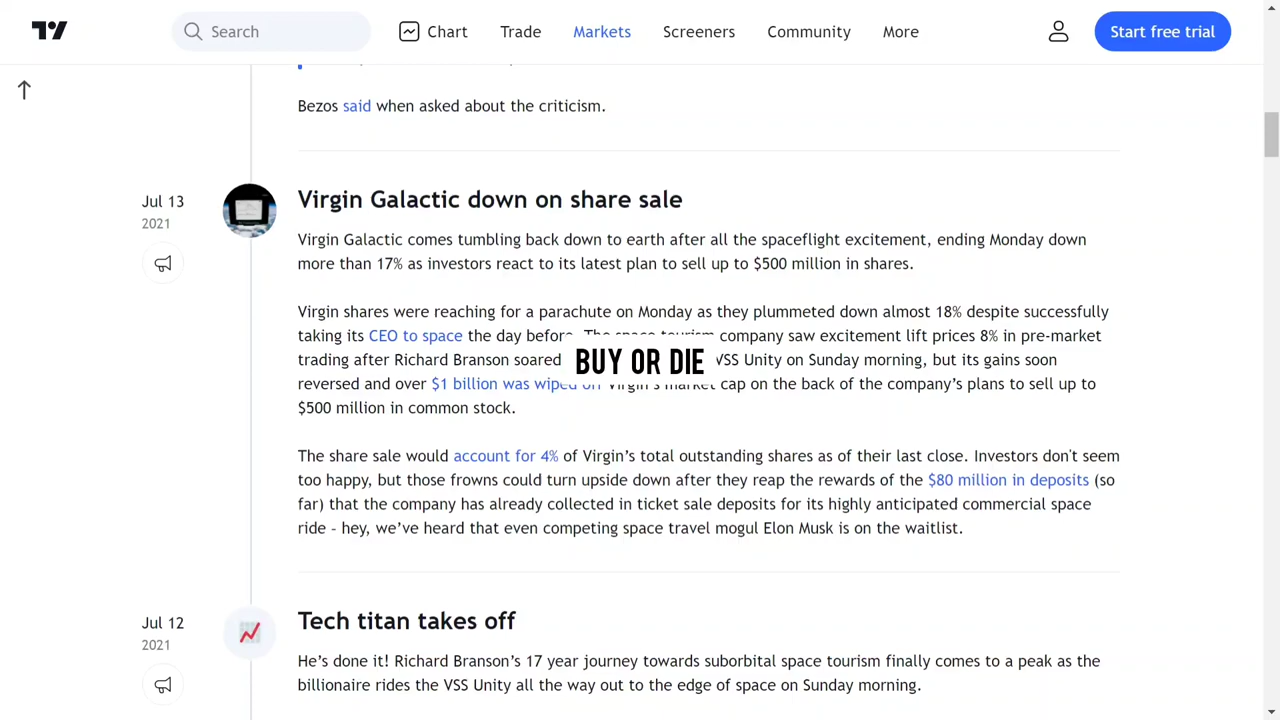 Search
Chart
Trade
Markets
Screeners
Community
More
Start free trial
Bezos said when asked about the criticism.
Jul 13
2021
Virgin Galactic down on share sale
Virgin Galactic comes tumbling back down to earth after all the spaceflight excitement, ending Monday down
more than 17% as investors react to its latest plan to sell up to $500 million in shares.
Virgin shares were reaching for a parachute on Monday as they plummeted down almost 18% despite successfully
taking its CEO to space the day before. The space tourism company saw excitement lift prices 8% in pre-market
trading after Richard Branson soared VSS Unity on Sunday morning, but its gains soon
BUY OR DIE
reversed and over $1 billion was wiped off Virgin's market cap on the back of the company's plans to sell up to
$500 million in common stock.
The share sale would account for 4% of Virgin's total outstanding shares as of their last close. Investors don't seem
too happy, but those frowns could turn upside down after they reap the rewards of the $80 million in deposits (so
far) that the company has already collected in ticket sale deposits for its highly anticipated commercial space
ride - hey, we've heard that even competing space travel mogul Elon Musk is on the waitlist.
Jul 12
2021
Tech titan takes off
He's done it! Richard Branson's 17 year journey towards suborbital space tourism finally comes to a peak as the
billionaire rides the VSS Unity all the way out to the edge of space on Sunday morning.